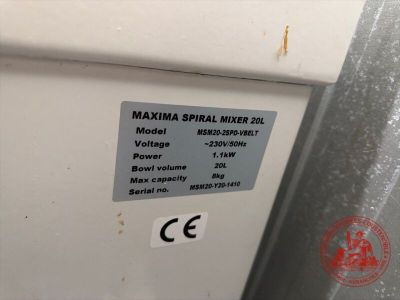 MAXIMA SPIRAL MIXER 20L
Model MSM20-2SPD-VBELT
Voltage ~230V/50Hz
Power 1.1kW
Bowl volume 20L
Max capacity 8kg
Serial no. MSM20-Y20-1410
CE